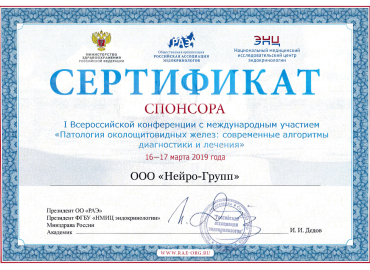 МИНИСТЕРСТВО
ЗДРАВООХРАНЕНИЯ
РОССИЙСКОЙ ФЕДЕРАЦИИ
РАЭ
Общественная организация
РОССИЙСКАЯ АССОЦИАЦИЯ
ЭНДОКРИНОЛОГОВ
ЭНЦ
Национальный медицинский
исследовательский центр
эндокринологии
СЕРТИФИКАТ
СПОНСОРА
I Всероссийской конференции с международным участием
«Патология околощитовидных желез: современные алгоритмы
диагностики и лечения»
16—17 марта 2019 года
ООО «Нейро-Групп»
Президент ОО «РАЭ»
Президент ФГБУ «НМИЦ эндокринологии»
Минздрава России
Академик
И. И. Дедов
WWW.RAE-ORG.RU